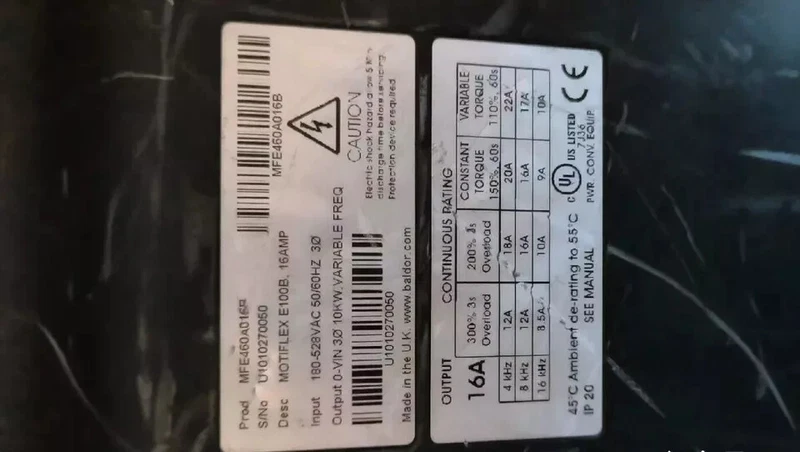 Prod MFE460A016B
S/No U1010270050
Desc MOTIFLEX E100B, 16AMP
Input 180-528VAC 50/60HZ 3Ø
Output 0-VIN 3Ø 10KW.VARIABLE FREQ
U1010270050
Made in the U.K. www.baldor.com
MFE460A016B
CAUTION
Electric shock hazard allow 5 Min
discharge time before servicing
Protection device required
OUTPUT CONTINUOUS RATING
16A
300% 3s Overload 200% 3s Overload CONSTANT TORQUE 150%, 60s VARIABLE TORQUE 110%, 60s
4 kHz 12A 18A 20A 22A
8 kHz 12A 16A 16A 17A
16 kHz 8.5A 10A 9A 10A
45°C Ambient de-rating to 55°C
IP 20 SEE MANUAL
C UL US LISTED
7J36
PWR. CONV. EQUIP
CE